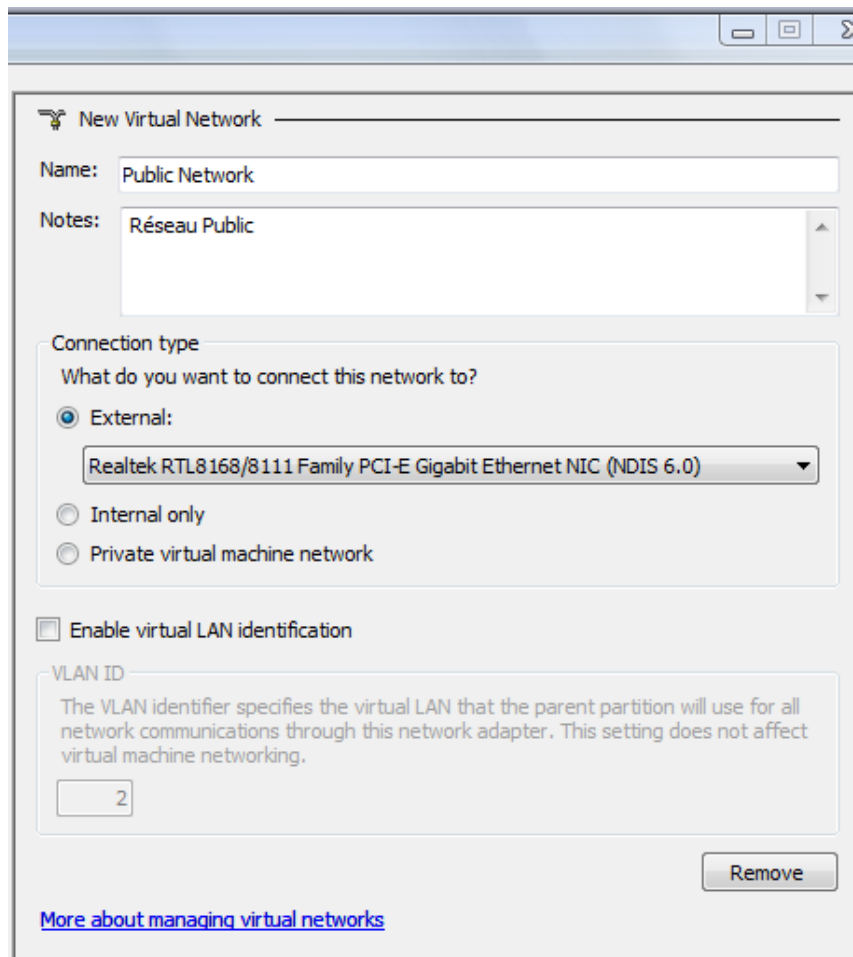 New Virtual Network
Name: Public Network
Notes: Réseau Public
Connection type
What do you want to connect this network to?
External:
Realtek RTL8168/8111 Family PCI-E Gigabit Ethernet NIC (NDIS 6.0)
Internal only
Private virtual machine network
Enable virtual LAN identification
VLAN ID
The VLAN identifier specifies the virtual LAN that the parent partition will use for all
network communications through this network adapter. This setting does not affect
virtual machine networking.
2
Remove
More about managing virtual networks